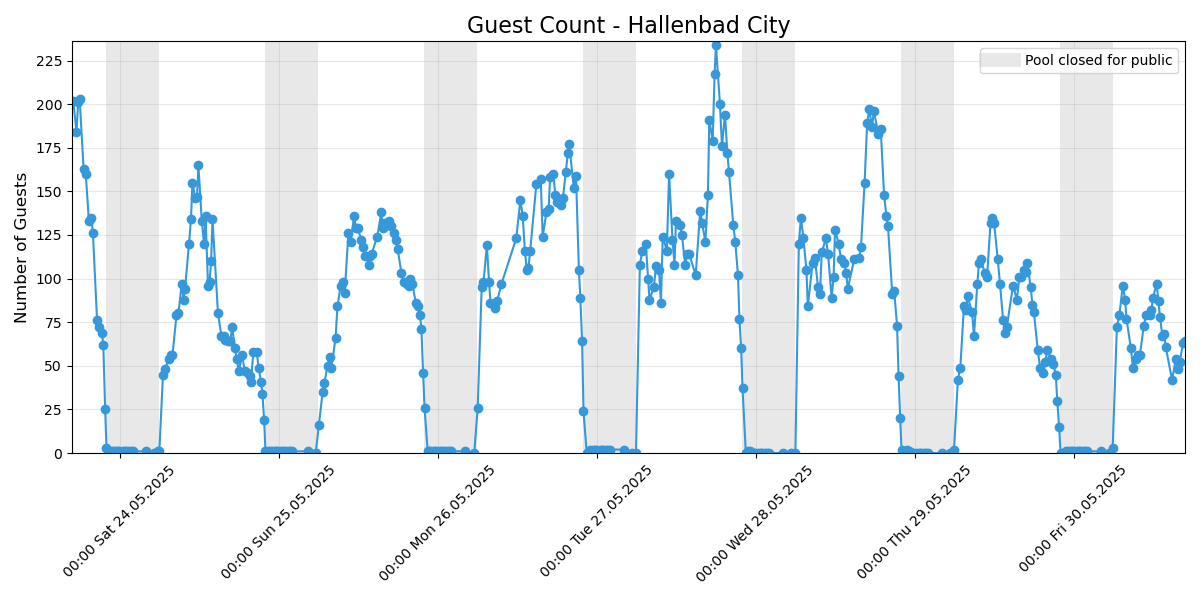 Guest Count - Hallenbad City
Pool closed for public
Number of Guests
225
200
175
150
125
100
75
50
25
0
00:00 Sat 24.05.2025
00:00 Sun 25.05.2025
00:00 Mon 26.05.2025
00:00 Tue 27.05.2025
00:00 Wed 28.05.2025
00:00 Thu 29.05.2025
00:00 Fri 30.05.2025